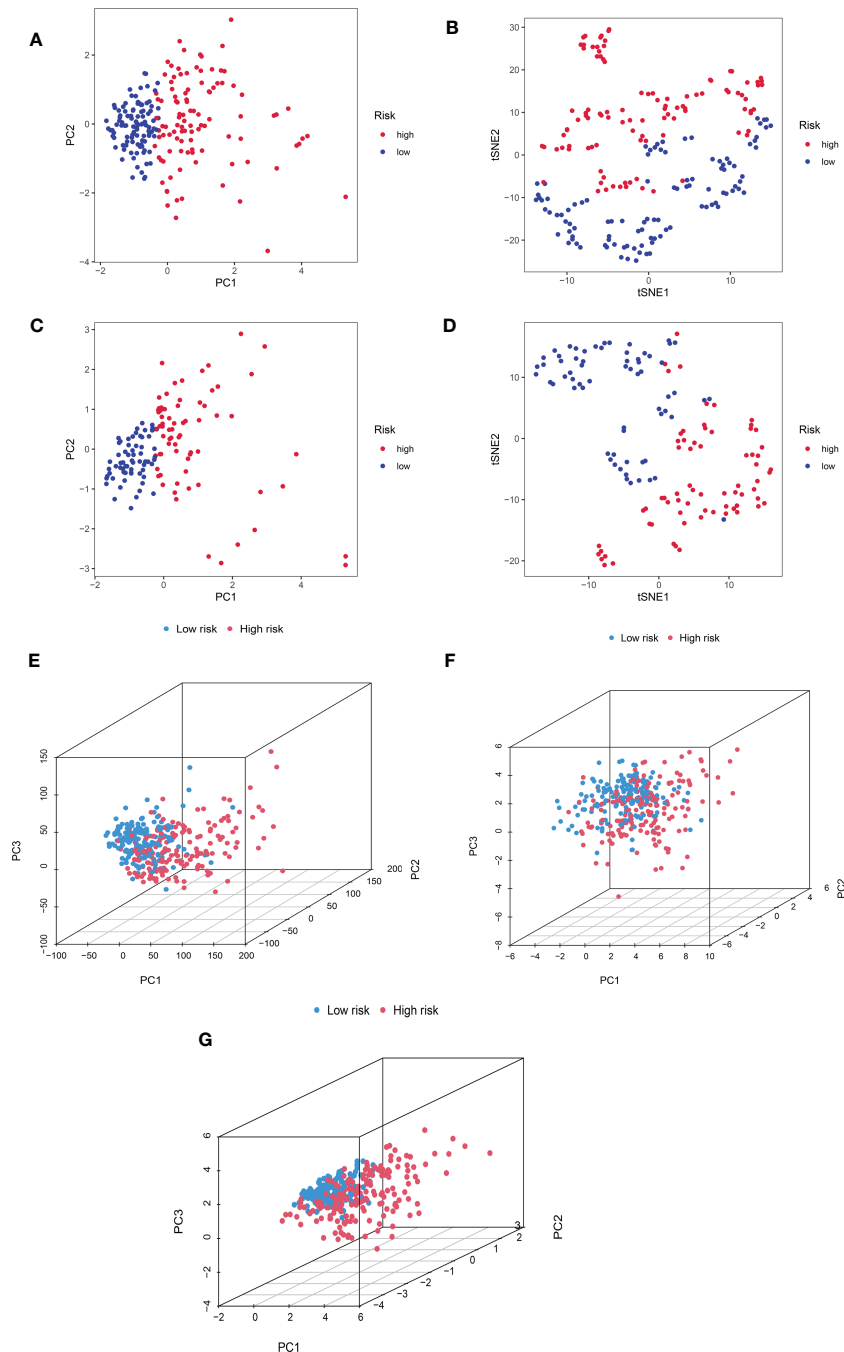 A
2
0
−2
−4
PC2
−2 0 2 4
PC1
Risk
high
low
B
30
20
10
0
−10
−20
tSNE2
−10 0 10
tSNE1
Risk
high
low
C
3
2
1
0
−1
−2
−3
PC2
−2 0 2 4
PC1
Risk
high
low
D
10
0
−10
−20
tSNE2
−10 0 10
tSNE1
Risk
high
low
Low risk High risk
Low risk High risk
E
150
100
50
0
−50
−100
PC3
−100 −50 0 50 100 150 200
PC1
−100
−50
0
50
100
150
200
PC2
F
6
4
2
0
−2
−4
−6
−8
PC3
−6 −4 −2 0 2 4 6 8 10
PC1
−6
−4
−2
0
2
4
6
PC2
Low risk High risk
G
6
4
2
0
−2
−4
PC3
−2 0 2 4 6
PC1
−4
−3
−2
−1
0
1
2
3
PC2